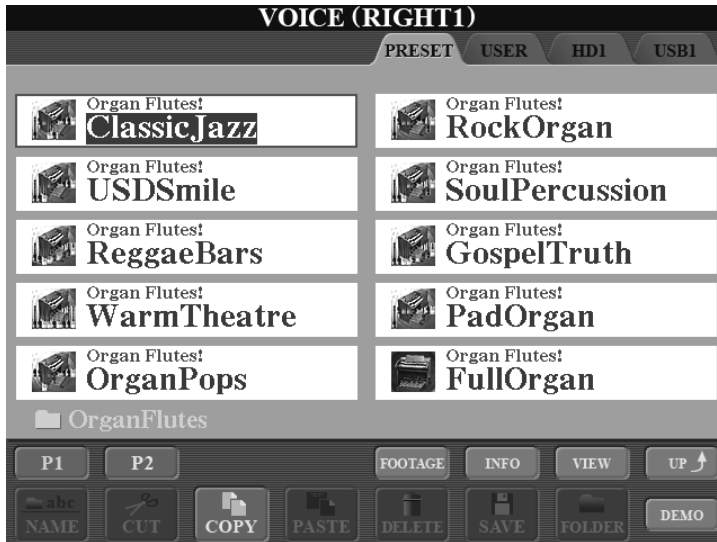 VOICE (RIGHT1)
PRESET USER HD1 USB1
Organ Flutes!
ClassicJazz
Organ Flutes!
RockOrgan
Organ Flutes!
USDSmile
Organ Flutes!
SoulPercussion
Organ Flutes!
ReggaeBars
Organ Flutes!
GospelTruth
Organ Flutes!
WarmTheatre
Organ Flutes!
PadOrgan
Organ Flutes!
OrganPops
Organ Flutes!
FullOrgan
OrganFlutes
P1 P2 FOOTAGE INFO VIEW UP
abc
NAME CUT COPY PASTE DELETE SAVE FOLDER DEMO